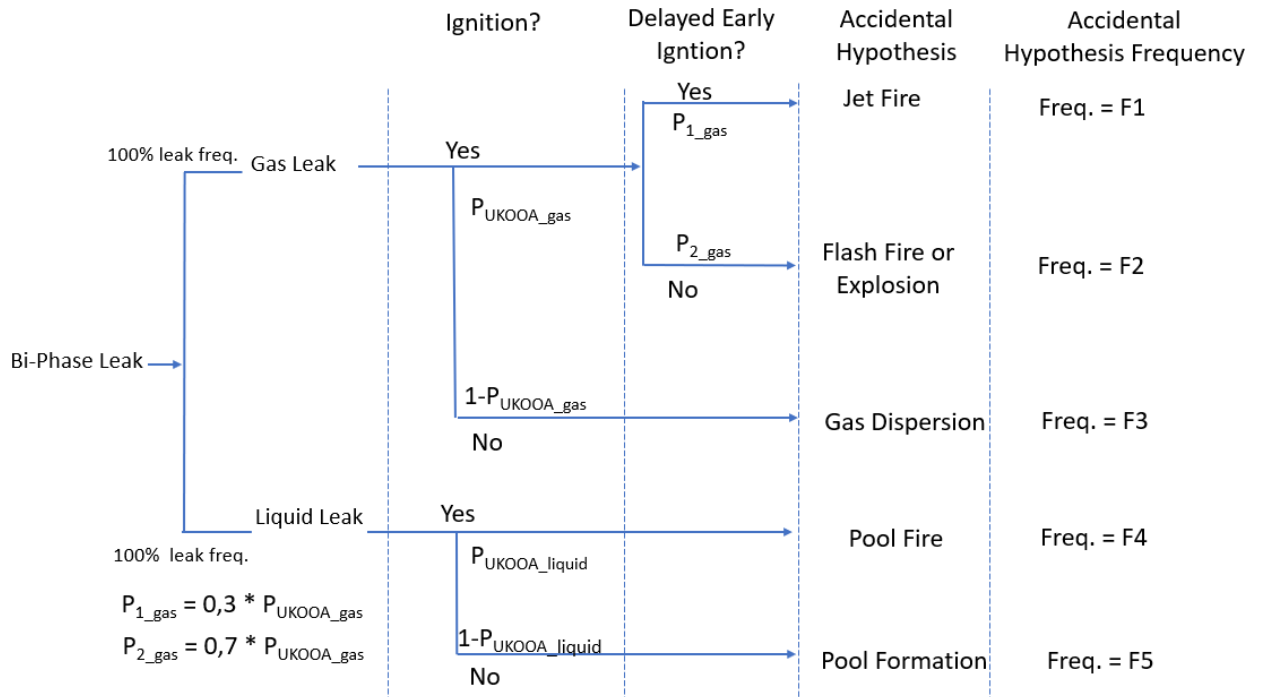 Ignition?
Delayed Early
Igntion?
Accidental
Hypothesis
Accidental
Hypothesis Frequency
Yes
P1_gas
Jet Fire
Freq. = F1
100% leak freq.
Gas Leak
Yes
PUKOOA_gas
P2_gas
No
Flash Fire or
Explosion
Freq. = F2
Bi-Phase Leak
1-PUKOOA_gas
No
Gas Dispersion
Freq. = F3
Liquid Leak
100% leak freq.
Yes
PUKOOA_liquid
Pool Fire
Freq. = F4
P1_gas = 0,3 * PUKOOA_gas
P2_gas = 0,7 * PUKOOA_gas
1-PUKOOA_liquid
No
Pool Formation
Freq. = F5